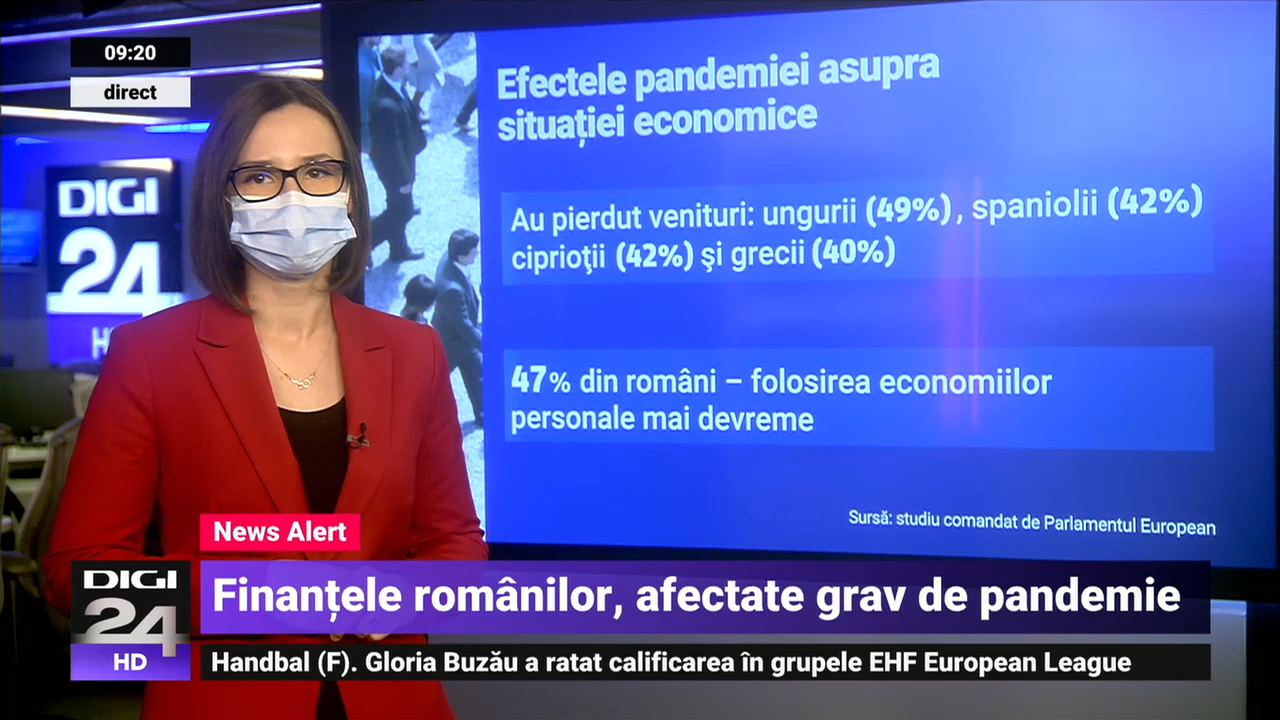 09:20
direct
Efectele pandemiei asupra
situației economice
DIGI
24
H
Au pierdut venituri: ungurii (49%), spaniolii (42%)
ciprioţii (42%) şi grecii (40%)
47% din români – folosirea economiilor
personale mai devreme
Sursă: studiu comandat de Parlamentul European
News Alert
DIGI
24
HD
Finanțele românilor, afectate grav de pandemie
Handbal (F). Gloria Buzău a ratat calificarea în grupele EHF European League